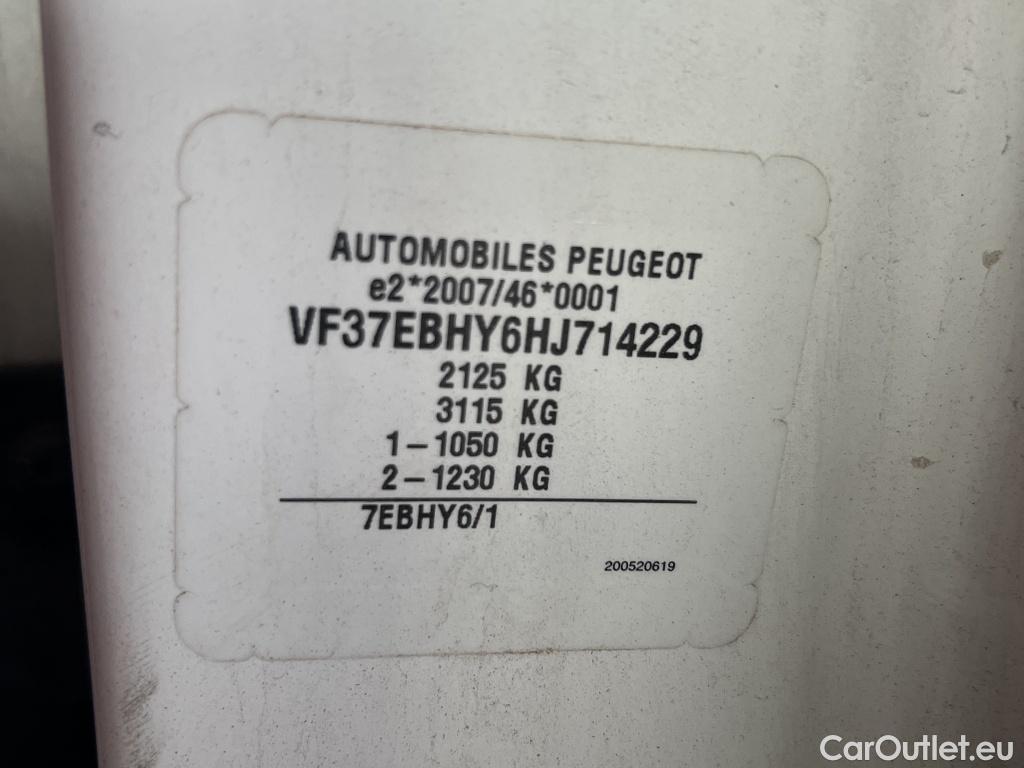 AUTOMOBILES PEUGEOT
e2*2007/46*0001
VF37EBHY6HJ714229
2125 KG
3115 KG
1-1050 KG
2-1230 KG
7EBHY6/1
200520619
CarOutlet.eu